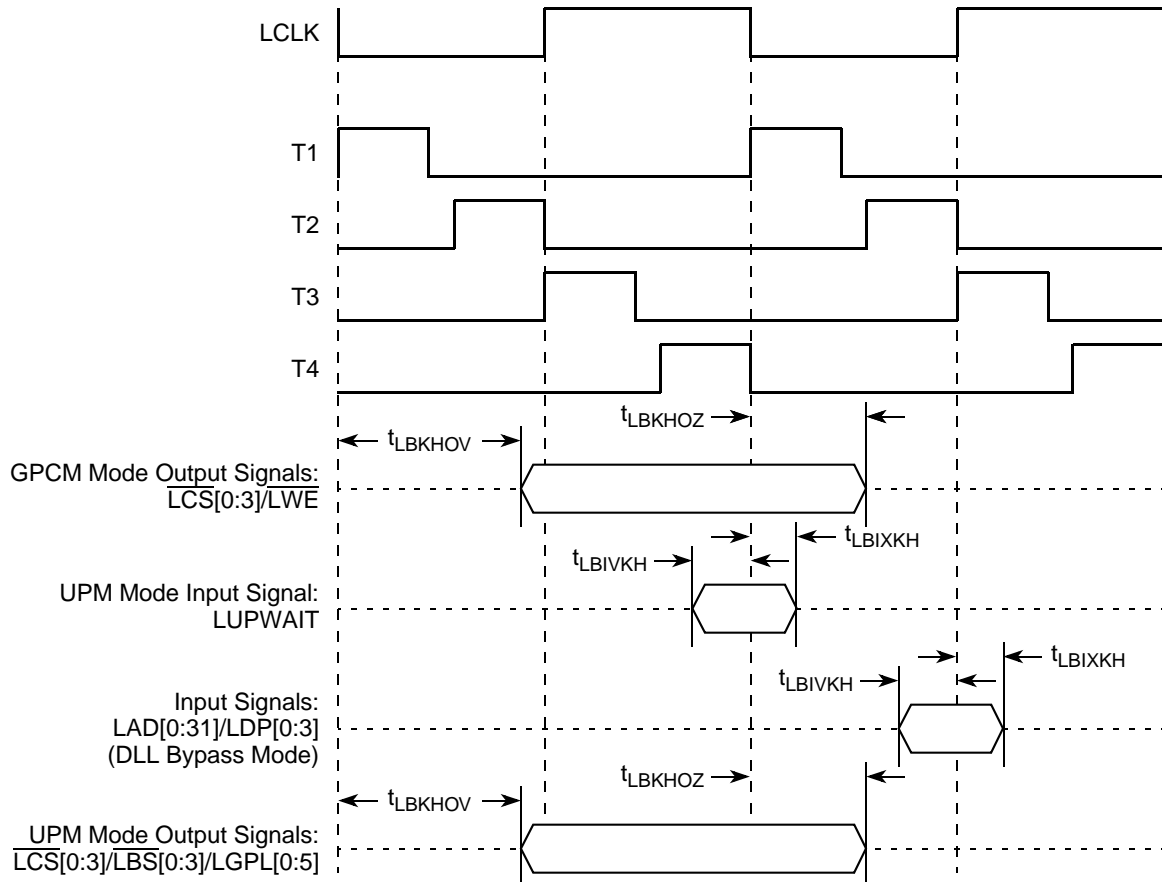 LCLK
T1
T2
T3
T4
tLBKHOZ
tLBKHOV
GPCM Mode Output Signals:
LCS[0:3]/LWE
tLBIXKH
tLBIVKH
UPM Mode Input Signal:
LUPWAIT
tLBIXKH
tLBIVKH
Input Signals:
LAD[0:31]/LDP[0:3]
(DLL Bypass Mode)
tLBKHOZ
tLBKHOV
UPM Mode Output Signals:
LCS[0:3]/LBS[0:3]/LGPL[0:5]